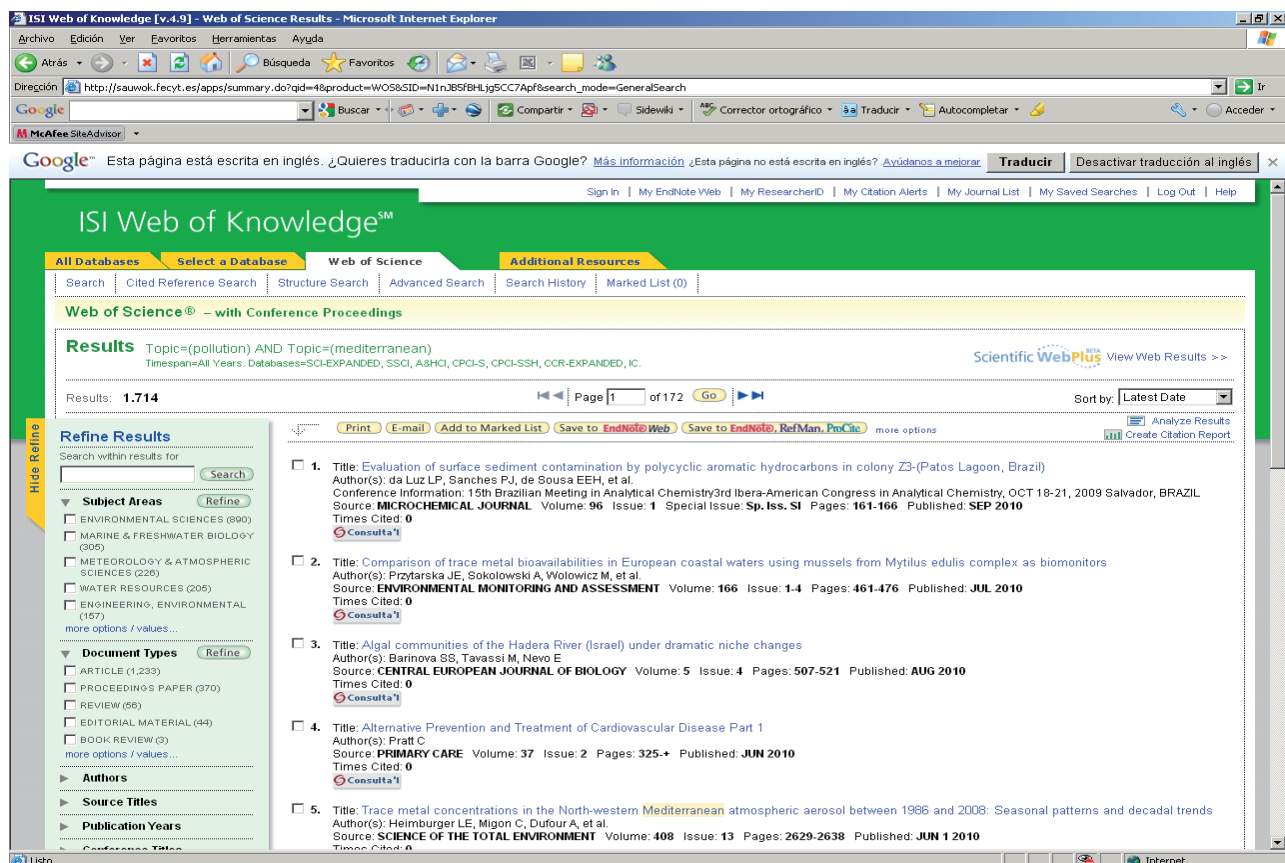 ISI Web of Knowledge [v.4.9] - Web of Science Results - Microsoft Internet Explorer
Archivo Edición Ver Favoritos Herramientas Ayuda
Atrás Búsqueda Favoritos
Dirección http://sauwok.fecyt.es/apps/summary.do?qid=4&product=WOS&SID=N1nJB5fBHLjg5CC7Apf&search_mode=GeneralSearch Ir
Google Buscar Compartir Sidewiki Corrector ortográfico Traducir Autocompletar Acceder
McAfee SiteAdvisor
Google Esta página está escrita en inglés. ¿Quieres traducirla con la barra Google? Más información ¿Esta página no está escrita en inglés? Ayúdanos a mejorar Traducir Desactivar traducción al inglés
Sign In | My EndNote Web | My ResearcherID | My Citation Alerts | My Journal List | My Saved Searches | Log Out | Help
ISI Web of Knowledge℠
All Databases Select a Database Web of Science Additional Resources
Search Cited Reference Search Structure Search Advanced Search Search History Marked List (0)
Web of Science® – with Conference Proceedings
Results Topic=(pollution) AND Topic=(mediterranean)
Timespan=All Years. Databases=SCI-EXPANDED, SSCI, A&HCI, CPCI-S, CPCI-SSH, CCR-EXPANDED, IC.
Scientific WebPlus BETA View Web Results >>
Results: 1.714 Page 1 of 172 Go Sort by: Latest Date
Hide Refine
Refine Results
Search within results for
Search
Subject Areas Refine
ENVIRONMENTAL SCIENCES (890)
MARINE & FRESHWATER BIOLOGY
(305)
METEOROLOGY & ATMOSPHERIC
SCIENCES (226)
WATER RESOURCES (205)
ENGINEERING, ENVIRONMENTAL
(157)
more options / values...
Document Types Refine
ARTICLE (1,233)
PROCEEDINGS PAPER (370)
REVIEW (56)
EDITORIAL MATERIAL (44)
BOOK REVIEW (3)
more options / values...
Authors
Source Titles
Publication Years
Conference Titles
Print E-mail Add to Marked List Save to EndNote Web Save to EndNote, RefMan, ProCite more options
Analyze Results
Create Citation Report
1. Title: Evaluation of surface sediment contamination by polycyclic aromatic hydrocarbons in colony Z3-(Patos Lagoon, Brazil)
Author(s): da Luz LP, Sanches PJ, de Sousa EEH, et al.
Conference Information: 15th Brazilian Meeting in Analytical Chemistry3rd Ibera-American Congress in Analytical Chemistry, OCT 18-21, 2009 Salvador, BRAZIL
Source: MICROCHEMICAL JOURNAL Volume: 96 Issue: 1 Special Issue: Sp. Iss. SI Pages: 161-166 Published: SEP 2010
Times Cited: 0
Consulta'l
2. Title: Comparison of trace metal bioavailabilities in European coastal waters using mussels from Mytilus edulis complex as biomonitors
Author(s): Przytarska JE, Sokolowski A, Wolowicz M, et al.
Source: ENVIRONMENTAL MONITORING AND ASSESSMENT Volume: 166 Issue: 1-4 Pages: 461-476 Published: JUL 2010
Times Cited: 0
Consulta'l
3. Title: Algal communities of the Hadera River (Israel) under dramatic niche changes
Author(s): Barinova SS, Tavassi M, Nevo E
Source: CENTRAL EUROPEAN JOURNAL OF BIOLOGY Volume: 5 Issue: 4 Pages: 507-521 Published: AUG 2010
Times Cited: 0
Consulta'l
4. Title: Alternative Prevention and Treatment of Cardiovascular Disease Part 1
Author(s): Pratt C
Source: PRIMARY CARE Volume: 37 Issue: 2 Pages: 325-+ Published: JUN 2010
Times Cited: 0
Consulta'l
5. Title: Trace metal concentrations in the North-western Mediterranean atmospheric aerosol between 1986 and 2008: Seasonal patterns and decadal trends
Author(s): Heimburger LE, Migon C, Dufour A, et al.
Source: SCIENCE OF THE TOTAL ENVIRONMENT Volume: 408 Issue: 13 Pages: 2629-2638 Published: JUN 1 2010
Times Cited: 0
Listo Internet